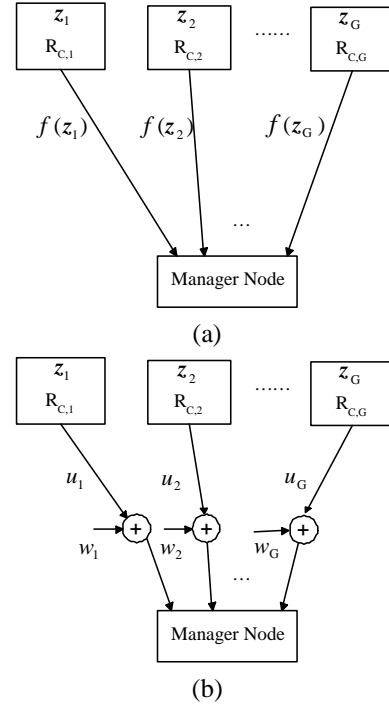 z1 z2 …… zG
RC,1 RC,2 RC,G
f(z1) f(z2) f(zG)
…
Manager Node
(a)
z1 z2 …… zG
RC,1 RC,2 RC,G
u1 u2 uG
+ + +
w1 w2 wG
…
Manager Node
(b)